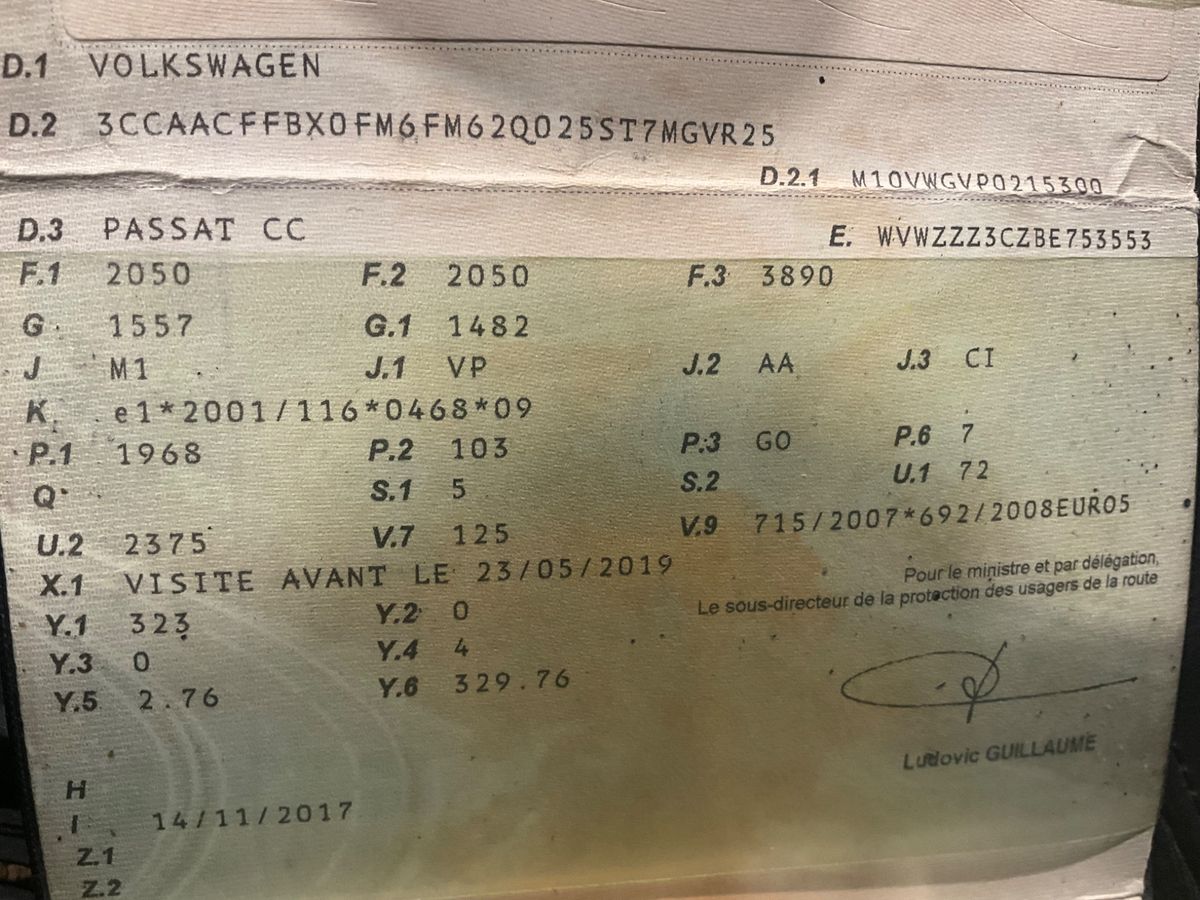 D.1 VOLKSWAGEN
D.2 3CCAACFFBX0FM6FM62Q025ST7MGVR25
D.2.1 M10VWGVP0215300
D.3 PASSAT CC E. WVWZZZ3CZBE753553
F.1 2050 F.2 2050 F.3 3890
G 1557 G.1 1482
J M1 J.1 VP J.2 AA J.3 CI
K e1*2001/116*0468*09
P.1 1968 P.2 103 P.3 GO P.6 7
Q S.1 5 S.2 U.1 72
U.2 2375 V.7 125 V.9 715/2007*692/2008EURO5
X.1 VISITE AVANT LE 23/05/2019
Pour le ministre et par délégation,
Le sous-directeur de la protection des usagers de la route
Y.1 323 Y.2 0
Y.3 0 Y.4 4
Y.5 2.76 Y.6 329.76
Ludovic GUILLAUME
H
I 14/11/2017
Z.1
Z.2